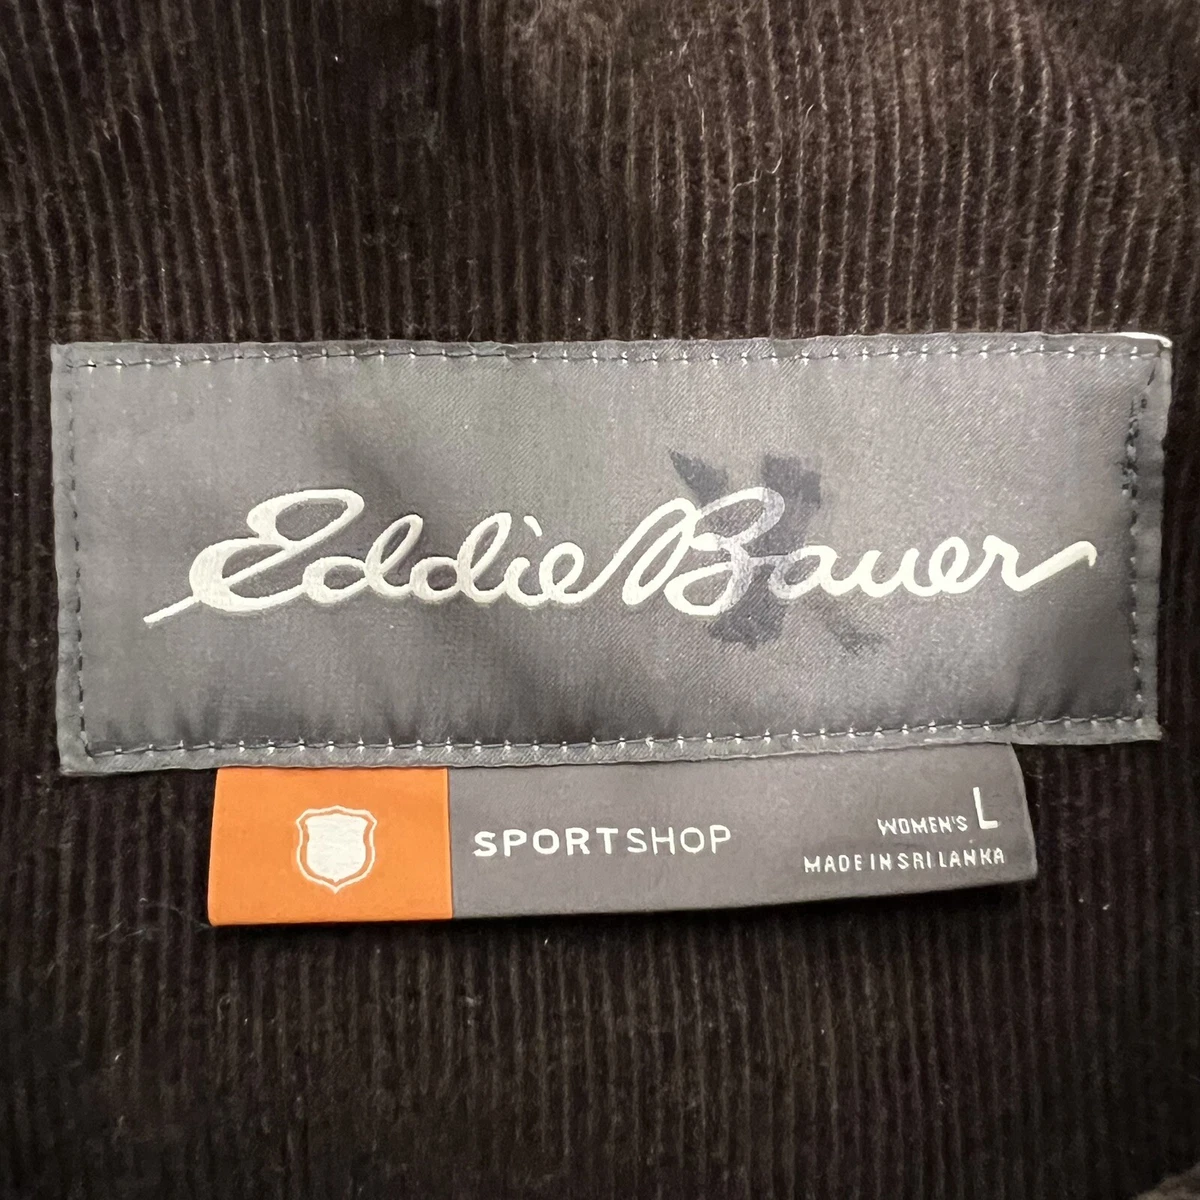 Eddie Bauer
SPORTSHOP
WOMEN'S L
MADE IN SRI LANKA